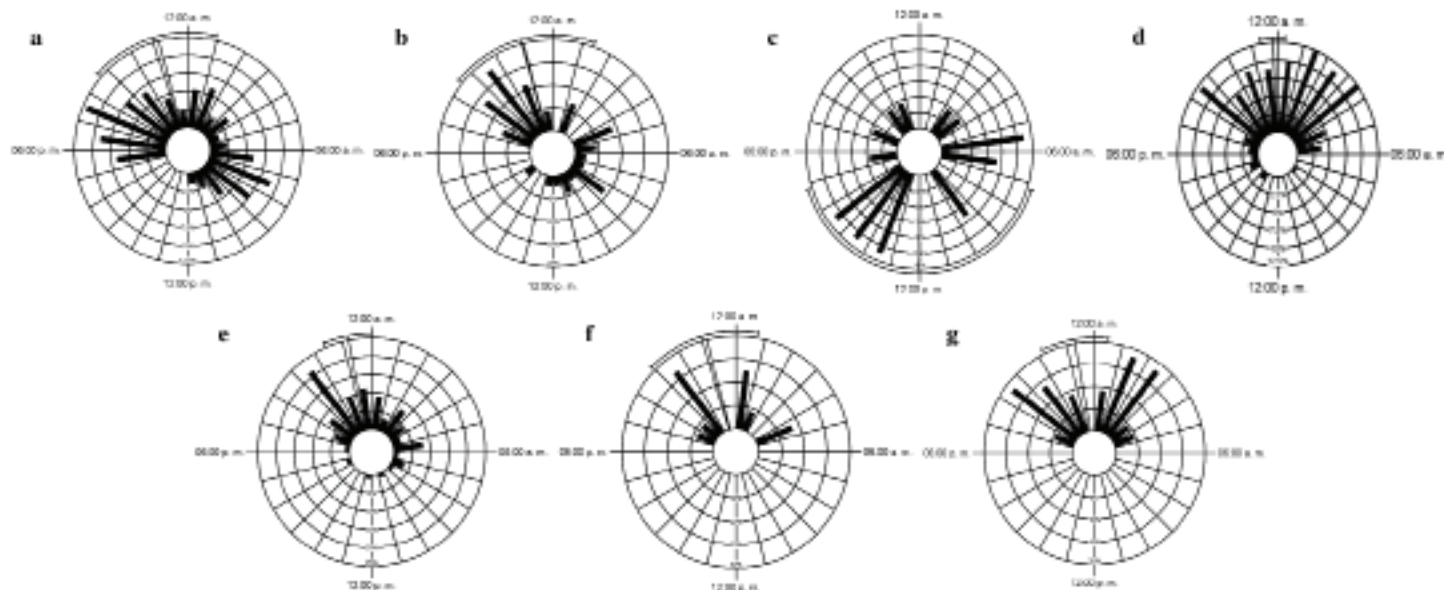 a
12:00 a. m.
06:00 p. m.
06:00 a. m.
12:00 p. m.
b
12:00 a. m.
06:00 p. m.
06:00 a. m.
12:00 p. m.
c
12:00 a. m.
06:00 p. m.
06:00 a. m.
12:00 p. m.
d
12:00 a. m.
06:00 p. m.
06:00 a. m.
12:00 p. m.
e
12:00 a. m.
06:00 p. m.
06:00 a. m.
12:00 p. m.
f
12:00 a. m.
06:00 p. m.
06:00 a. m.
12:00 p. m.
g
12:00 a. m.
06:00 p. m.
06:00 a. m.
12:00 p. m.